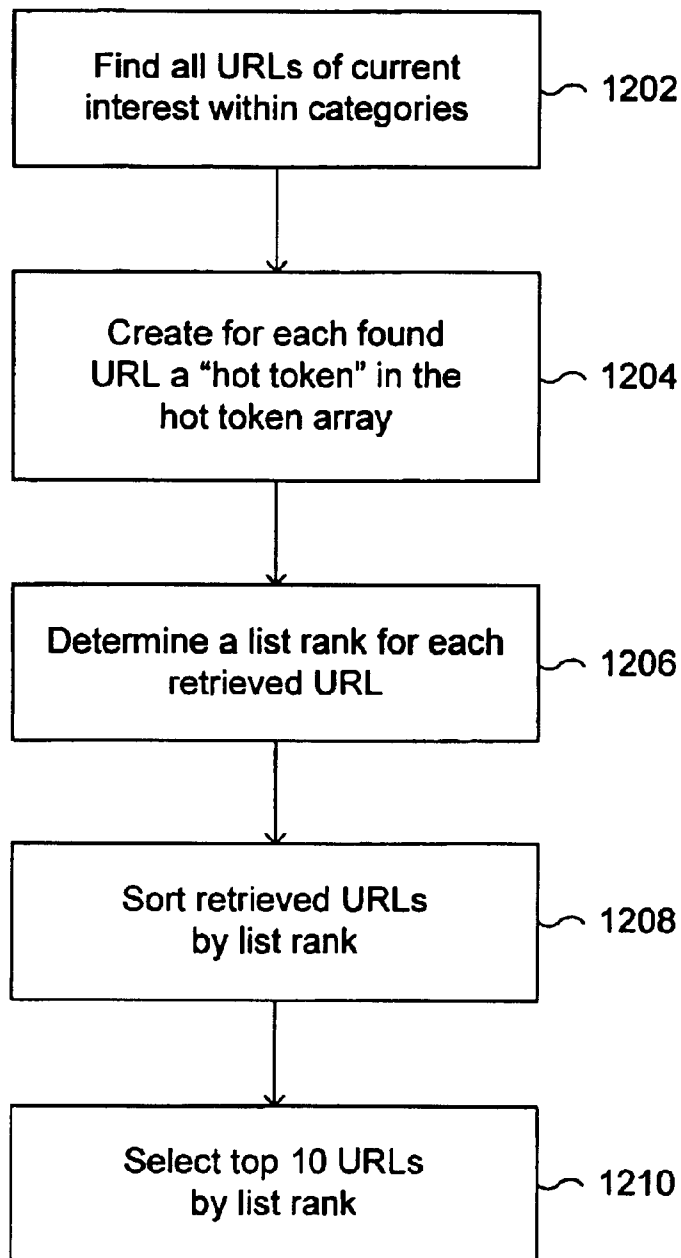 Find all URLs of current
interest within categories
1202
Create for each found
URL a “hot token” in the
hot token array
1204
Determine a list rank for each
retrieved URL
1206
Sort retrieved URLs
by list rank
1208
Select top 10 URLs
by list rank
1210